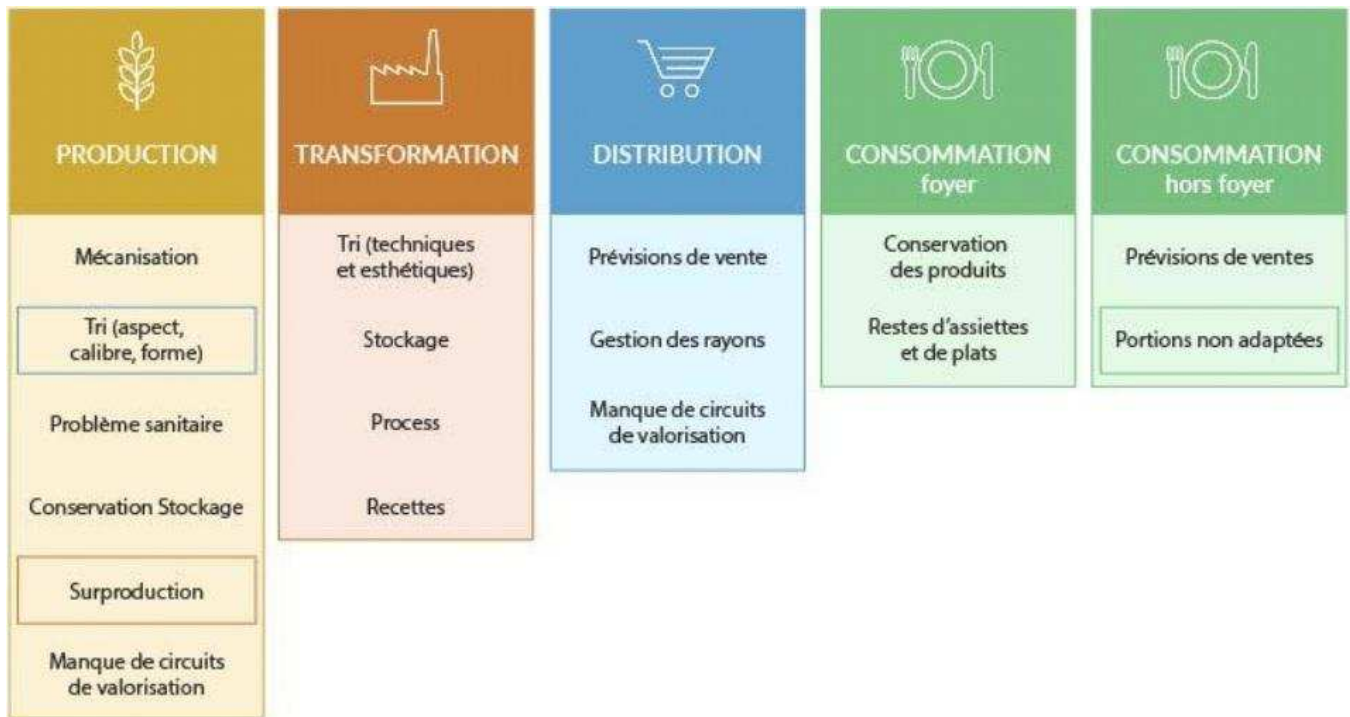 PRODUCTION
Mécanisation
Tri (aspect,
calibre, forme)
Problème sanitaire
Conservation Stockage
Surproduction
Manque de circuits
de valorisation
TRANSFORMATION
Tri (techniques
et esthétiques)
Stockage
Process
Recettes
DISTRIBUTION
Prévisions de vente
Gestion des rayons
Manque de circuits
de valorisation
CONSOMMATION
foyer
Conservation
des produits
Restes d'assiettes
et de plats
CONSOMMATION
hors foyer
Prévisions de ventes
Portions non adaptées